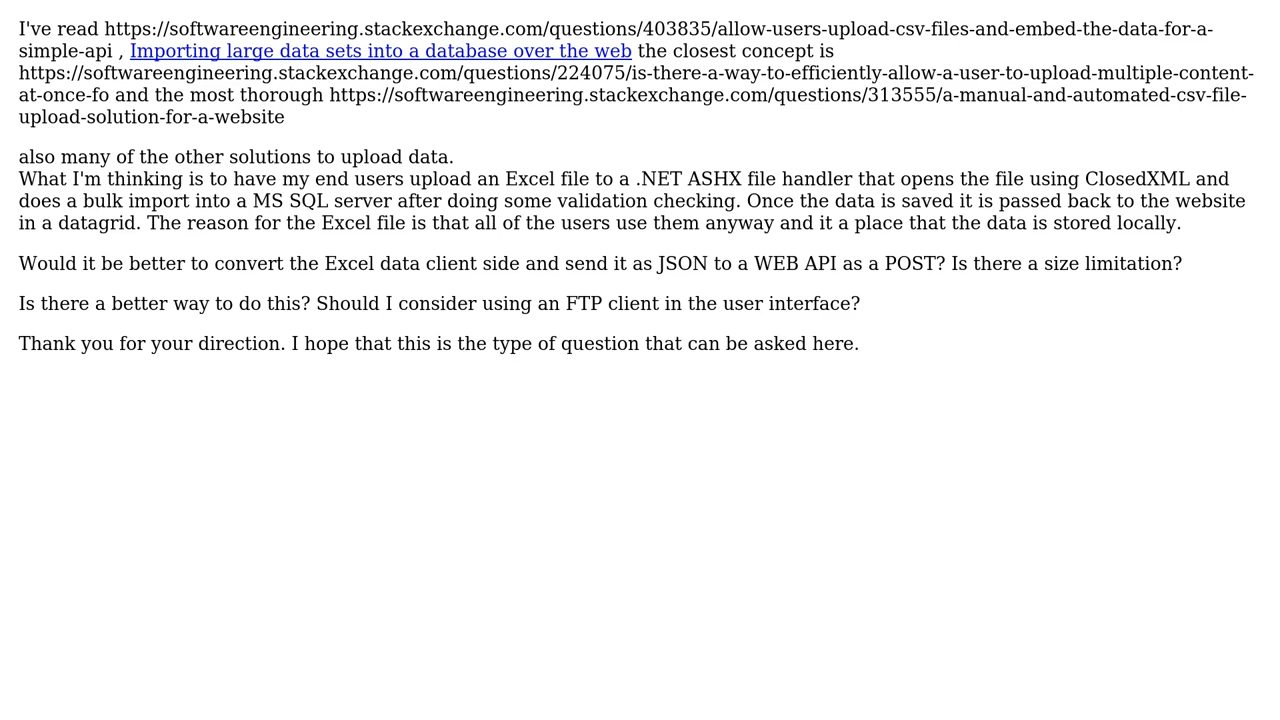 I've read https://softwareengineering.stackexchange.com/questions/403835/allow-users-upload-csv-files-and-embed-the-data-for-a-
simple-api , Importing large data sets into a database over the web the closest concept is
https://softwareengineering.stackexchange.com/questions/224075/is-there-a-way-to-efficiently-allow-a-user-to-upload-multiple-content-
at-once-fo and the most thorough https://softwareengineering.stackexchange.com/questions/313555/a-manual-and-automated-csv-file-
upload-solution-for-a-website
also many of the other solutions to upload data.
What I'm thinking is to have my end users upload an Excel file to a .NET ASHX file handler that opens the file using ClosedXML and
does a bulk import into a MS SQL server after doing some validation checking. Once the data is saved it is passed back to the website
in a datagrid. The reason for the Excel file is that all of the users use them anyway and it a place that the data is stored locally.
Would it be better to convert the Excel data client side and send it as JSON to a WEB API as a POST? Is there a size limitation?
Is there a better way to do this? Should I consider using an FTP client in the user interface?
Thank you for your direction. I hope that this is the type of question that can be asked here.